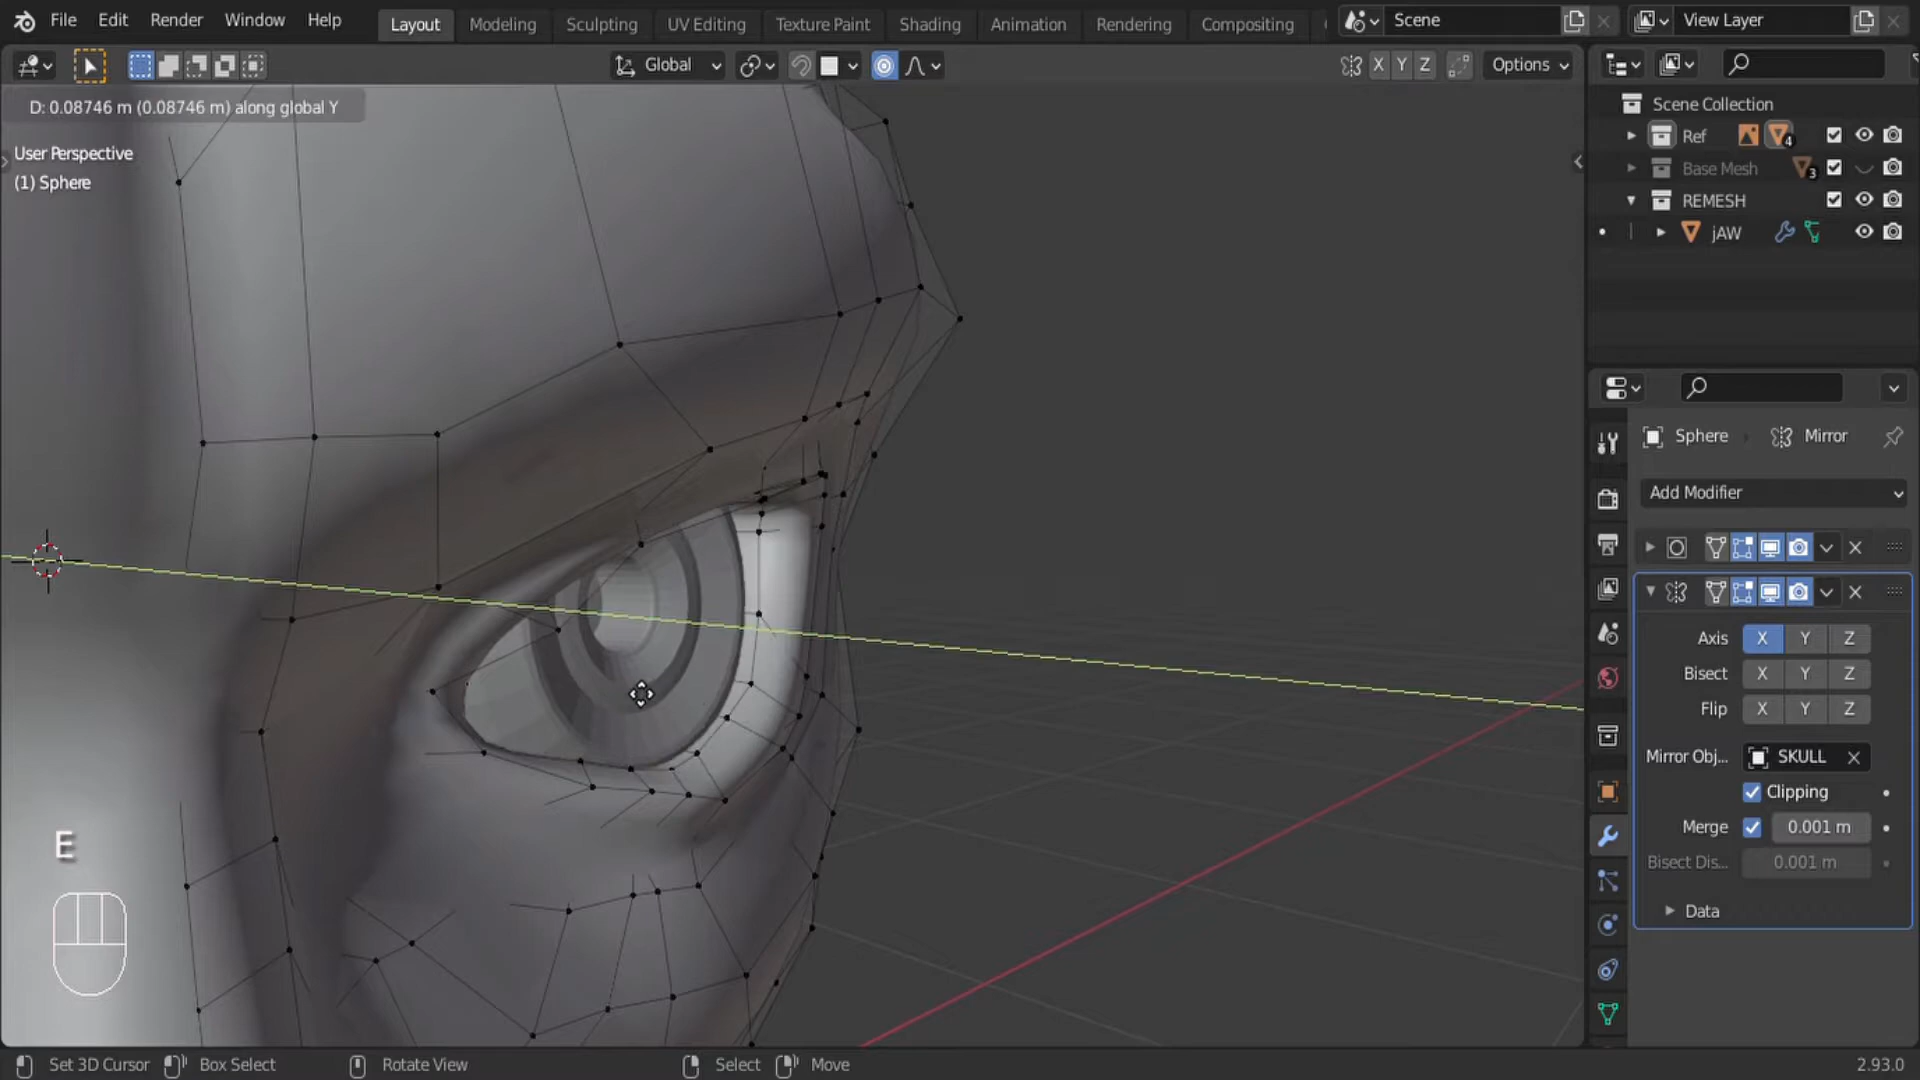 File Edit Render Window Help Layout Modeling Sculpting UV Editing Texture Paint Shading Animation Rendering Compositing Scene View Layer
Global X Y Z Options
D: 0.08746 m (0.08746 m) along global Y
User Perspective
(1) Sphere
Scene Collection
Ref 4
Base Mesh 3
REMESH
jAW
Sphere Mirror
Add Modifier
Axis X Y Z
Bisect X Y Z
Flip X Y Z
Mirror Obj... SKULL
Clipping
Merge 0.001 m
Bisect Dis... 0.001 m
Data
E
Set 3D Cursor Box Select Rotate View Select Move 2.93.0